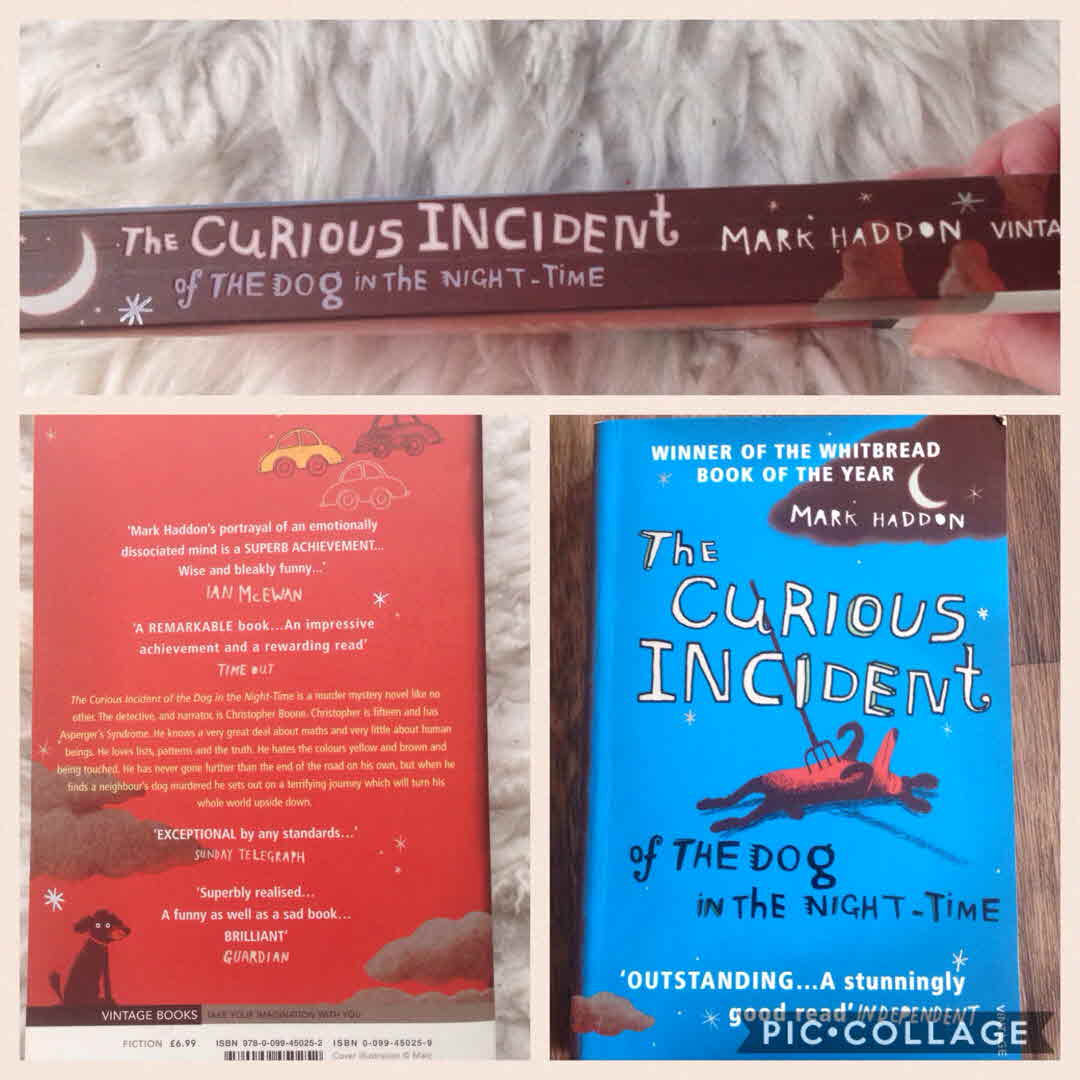 The CURIOUS INCIDENT
of THE DOG IN the NIGHT-TIME
MARK HADDON
VINTA
'Mark Haddon's portrayal of an emotionally
dissociated mind is a SUPERB ACHIEVEMENT...
Wise and bleakly funny...'
IAN McEWAN
'A REMARKABLE book...An impressive
achievement and a rewarding read'
TIME OUT
The Curious Incident of the Dog in the Night-Time is a murder mystery novel like no
other. The detective, and narrator, is Christopher Boone. Christopher is fifteen and has
Asperger's Syndrome. He knows a very great deal about maths and very little about human
beings. He loves lists, patterns and the truth. He hates the colours yellow and brown and
being touched. He has never gone further than the end of the road on his own, but when he
finds a neighbour's dog murdered he sets out on a terrifying journey which will turn his
whole world upside down.
'EXCEPTIONAL by any standards...'
SUNDAY TELEGRAPH
'Superbly realised...
A funny as well as a sad book...
BRILLIANT'
GUARDIAN
VINTAGE BOOKS TAKE YOUR IMAGINATION WITH YOU
FICTION £6.99 ISBN 978-0-099-45025-2 ISBN 0-099-45025-9
Cover illustration © Marc
WINNER OF THE WHITBREAD
BOOK OF THE YEAR
MARK HADDON
The
CURIOUS
INCIDENt
of THE DOG
IN the NIGHT-TIME
'OUTSTANDING...A stunningly
good read' INDEPENDENT
VINTAGE
PIC•COLLAGE